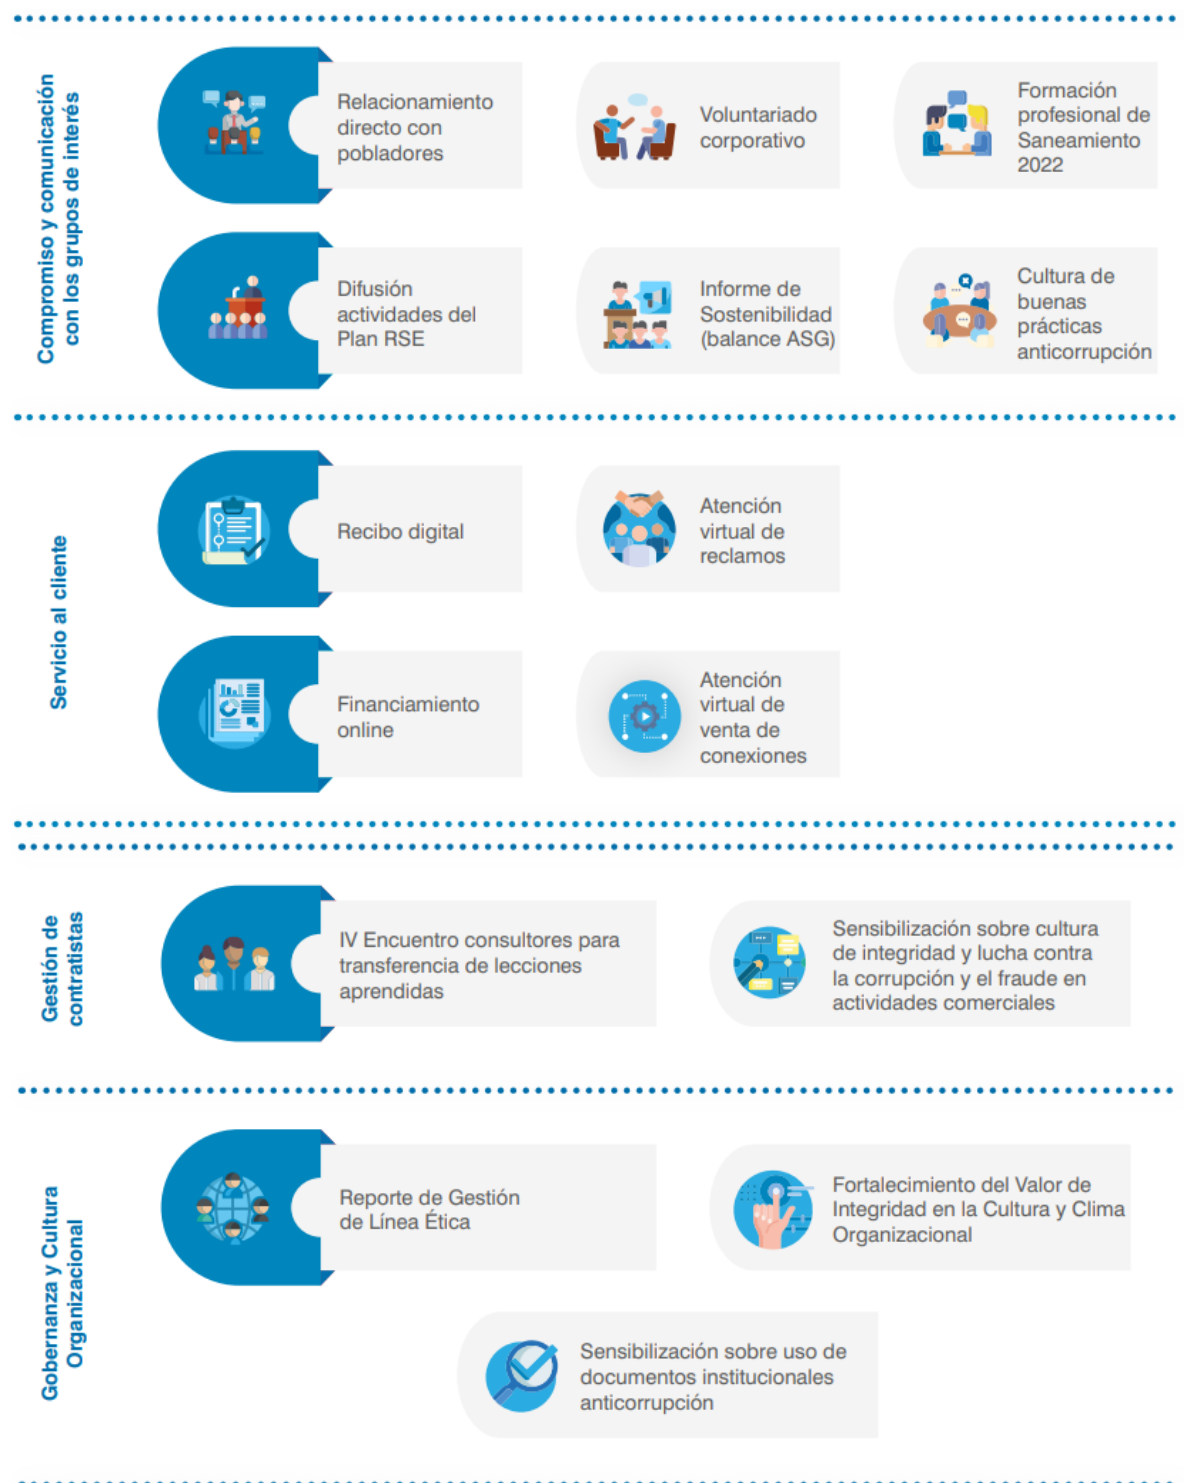 Compromiso y comunicación
con los grupos de interés
Relacionamiento
directo con
pobladores
Voluntariado
corporativo
Formación
profesional de
Saneamiento
2022
Difusión
actividades del
Plan RSE
Informe de
Sostenibilidad
(balance ASG)
Cultura de
buenas
prácticas
anticorrupción
Servicio al cliente
Recibo digital
Atención
virtual de
reclamos
Financiamiento
online
Atención
virtual de
venta de
conexiones
Gestión de
contratistas
IV Encuentro consultores para
transferencia de lecciones
aprendidas
Sensibilización sobre cultura
de integridad y lucha contra
la corrupción y el fraude en
actividades comerciales
Gobernanza y Cultura
Organizacional
Reporte de Gestión
de Línea Ética
Fortalecimiento del Valor de
Integridad en la Cultura y Clima
Organizacional
Sensibilización sobre uso de
documentos institucionales
anticorrupción